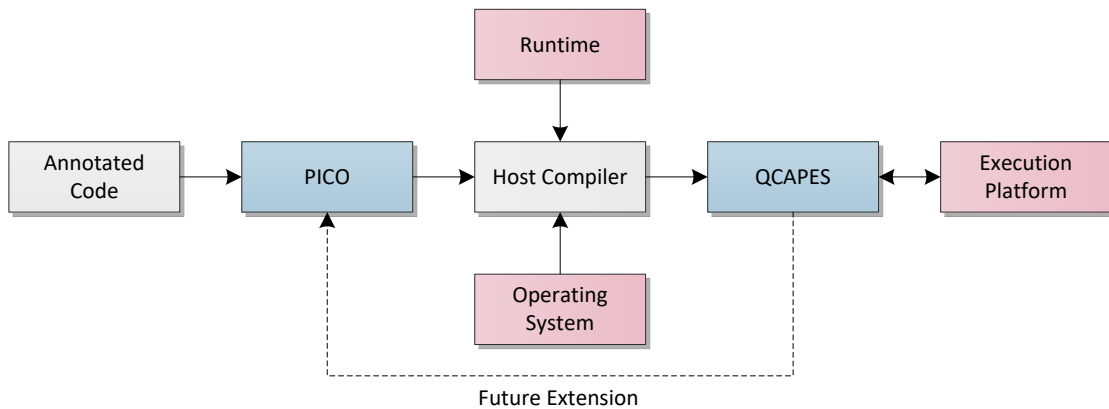 Runtime
Annotated
Code
PICO
Host Compiler
QCAPES
Execution
Platform
Operating
System
Future Extension